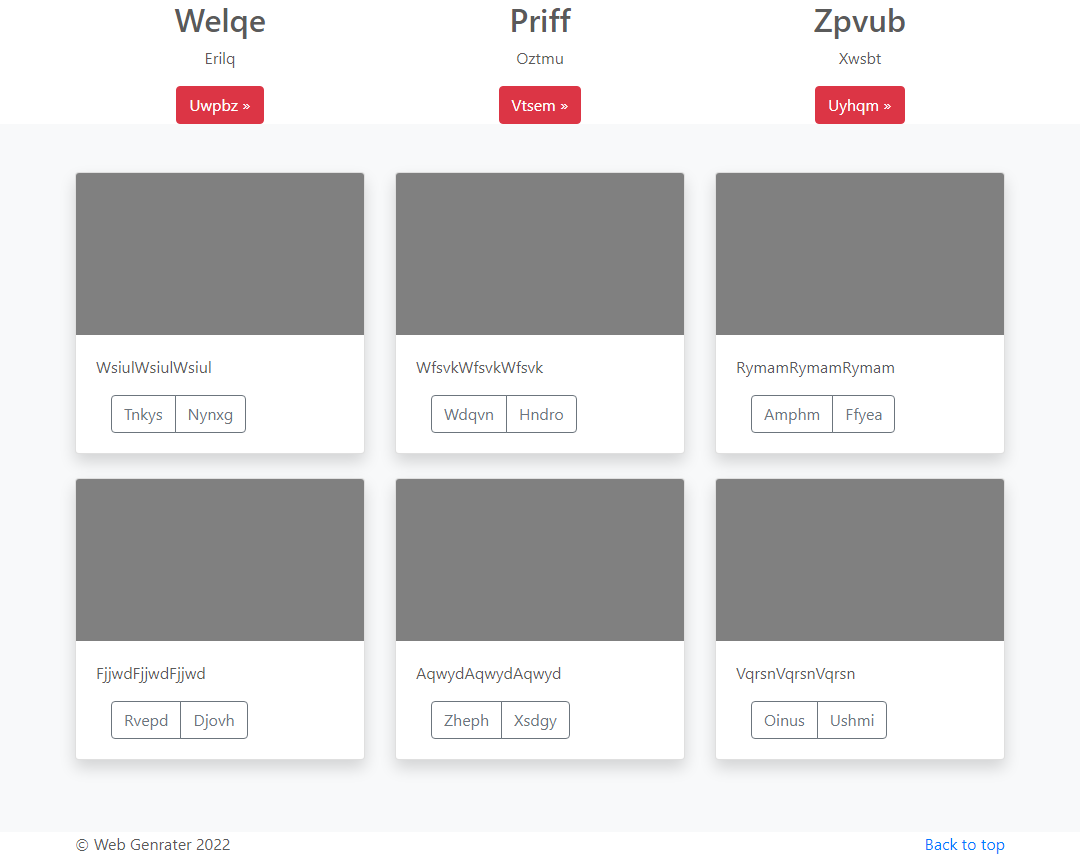 Welqe Priff Zpvub
Erilq Oztmu Xwsbt
Uwpbz » Vtsem » Uyhqm »
WsiulWsiulWsiul WfsvkWfsvkWfsvk RymamRymamRymam
Tnkys Nynxg Wdqvn Hndro Amphm Ffyea
FjjwdFjjwdFjjwd AqwydAqwydAqwyd VqrsnVqrsnVqrsn
Rvepd Djovh Zheph Xsdgy Oinus Ushmi
© Web Genrater 2022 Back to top